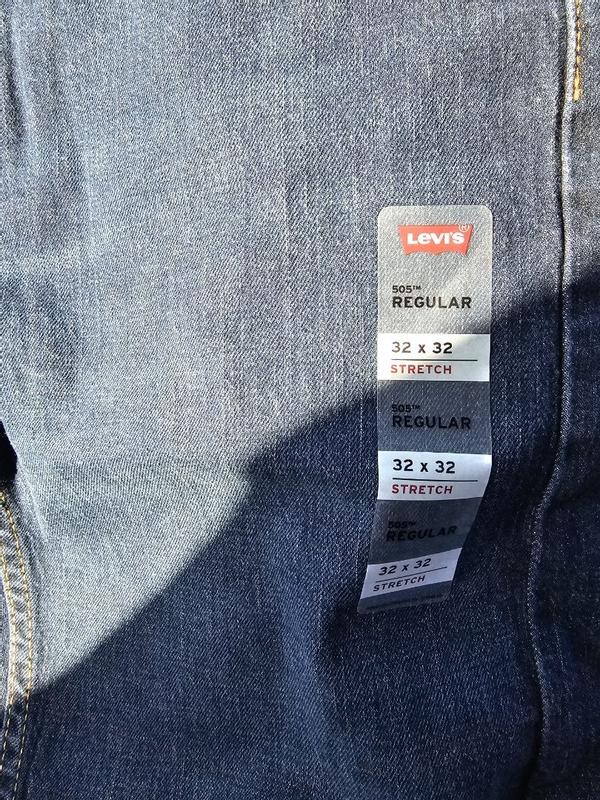 Levi's®
505™
REGULAR
32 x 32
STRETCH
505™
REGULAR
32 x 32
STRETCH
505™
REGULAR
32 x 32
STRETCH